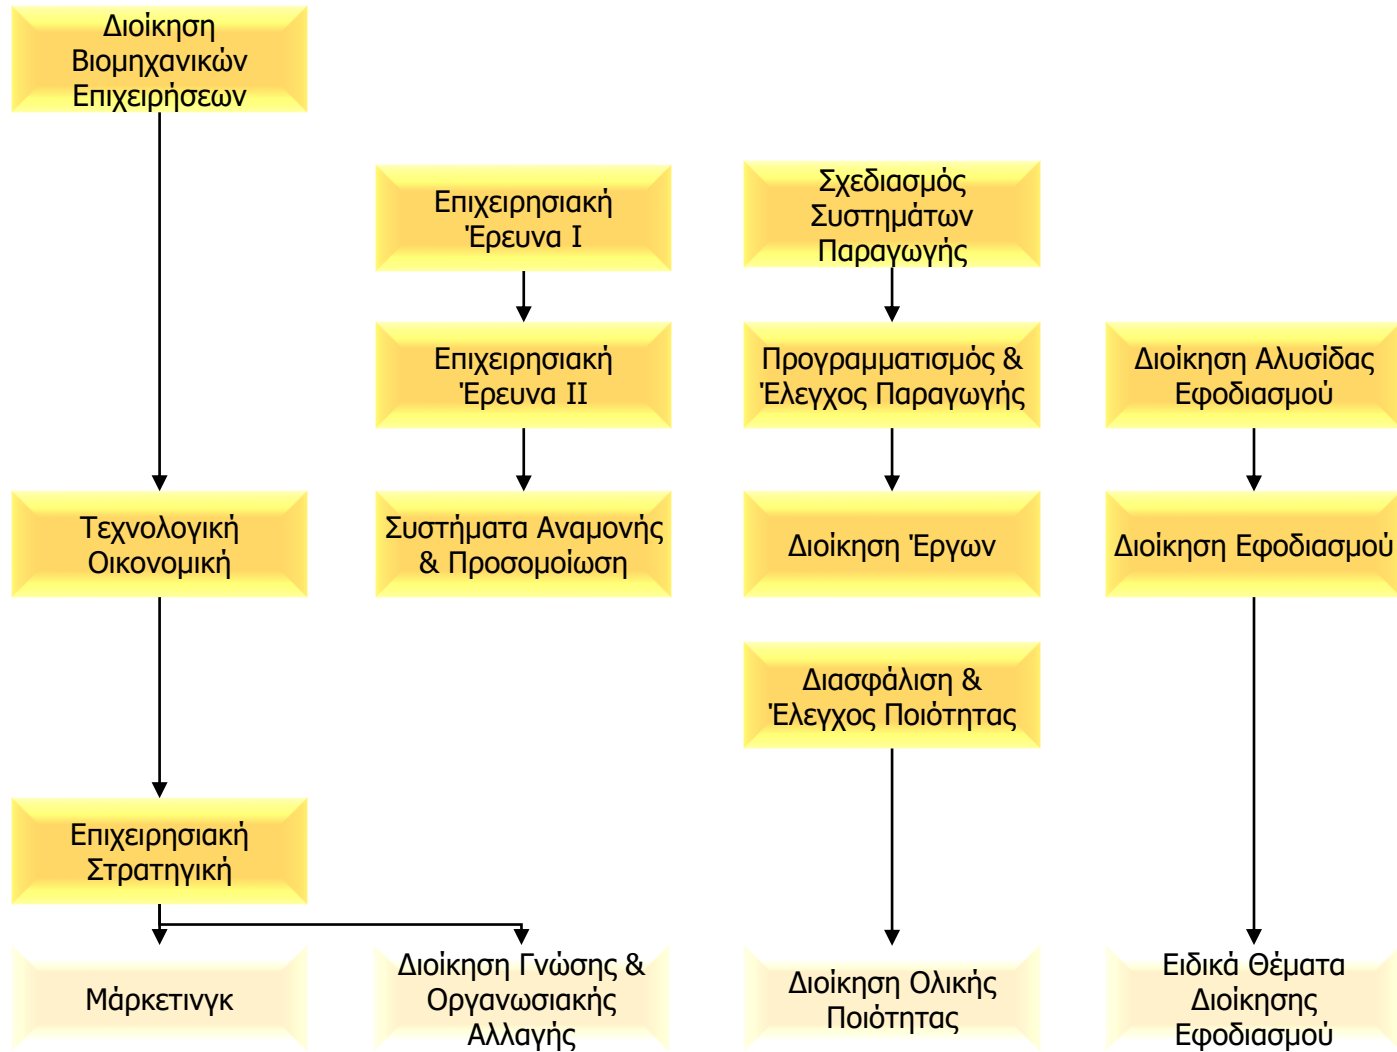 Διοίκηση
Βιομηχανικών
Επιχειρήσεων
Επιχειρησιακή
Έρευνα Ι
Σχεδιασμός
Συστημάτων
Παραγωγής
Επιχειρησιακή
Έρευνα ΙΙ
Προγραμματισμός &
Έλεγχος Παραγωγής
Διοίκηση Αλυσίδας
Εφοδιασμού
Τεχνολογική
Οικονομική
Συστήματα Αναμονής
& Προσομοίωση
Διοίκηση Έργων
Διοίκηση Εφοδιασμού
Διασφάλιση &
Έλεγχος Ποιότητας
Επιχειρησιακή
Στρατηγική
Μάρκετινγκ
Διοίκηση Γνώσης &
Οργανωσιακής
Αλλαγής
Διοίκηση Ολικής
Ποιότητας
Ειδικά Θέματα
Διοίκησης
Εφοδιασμού